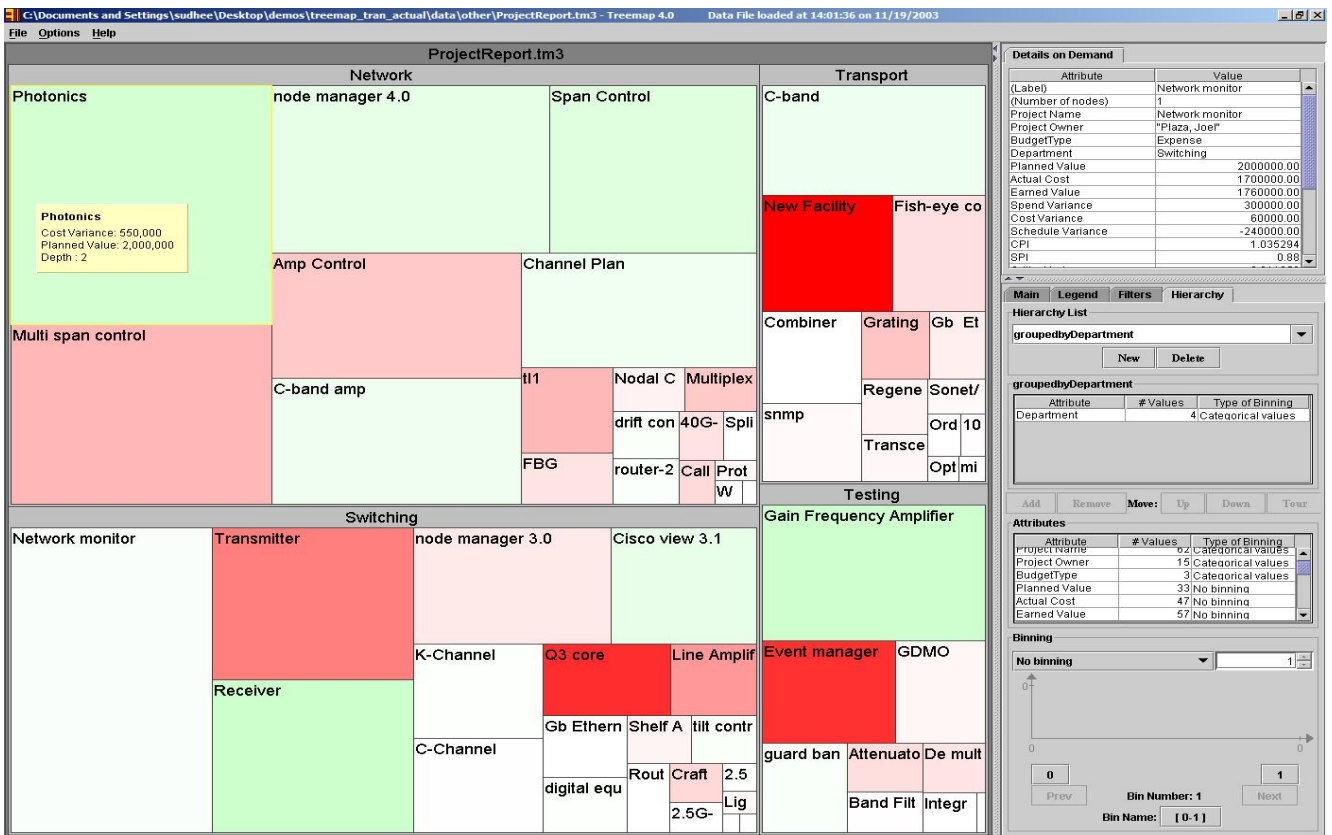 C:\Documents and Settings\sudhee\Desktop\demos\treemap_tran_actual\data\other\ProjectReport.tm3 - Treemap 4.0 Data File loaded at 14:01:36 on 11/19/2003
File Options Help
ProjectReport.tm3
Network
Photonics
node manager 4.0
Span Control
Photonics
Cost Variance: 550,000
Planned Value: 2,000,000
Depth : 2
Amp Control
Channel Plan
Multi span control
C-band amp
tl1
Nodal C
Multiplex
drift con
40G-
Spli
FBG
router-2
Call
Prot
W
Transport
C-band
New Facility
Fish-eye co
Combiner
Grating
Gb Et
Regene
Sonet/
snmp
Ord
10
Transce
Opt
mi
Switching
Network monitor
Transmitter
node manager 3.0
Cisco view 3.1
K-Channel
Q3 core
Line Amplif
Receiver
Gb Ethern
Shelf A
tilt contr
C-Channel
digital equ
Rout
Craft
2.5
2.5G-
Lig
Testing
Gain Frequency Amplifier
Event manager
GDMO
guard ban
Attenuato
De mult
Band Filt
Integr
Details on Demand
Attribute Value
(Label) Network monitor
(Number of nodes) 1
Project Name Network monitor
Project Owner "Plaza, Joel"
BudgetType Expense
Department Switching
Planned Value 2000000.00
Actual Cost 1700000.00
Earned Value 1760000.00
Spend Variance 300000.00
Cost Variance 60000.00
Schedule Variance -240000.00
CPI 1.035294
SPI 0.88
Main Legend Filters Hierarchy
Hierarchy List
groupedbyDepartment
New Delete
groupedbyDepartment
Attribute # Values Type of Binning
Department 4 Categorical values
Add Remove Move: Up Down Tour
Attributes
Attribute # Values Type of Binning
Project Name 62 Categorical values
Project Owner 15 Categorical values
BudgetType 3 Categorical values
Planned Value 33 No binning
Actual Cost 47 No binning
Earned Value 57 No binning
Binning
No binning 1
0
0 0
0 1
Prev Bin Number: 1 Next
Bin Name: [ 0-1 ]